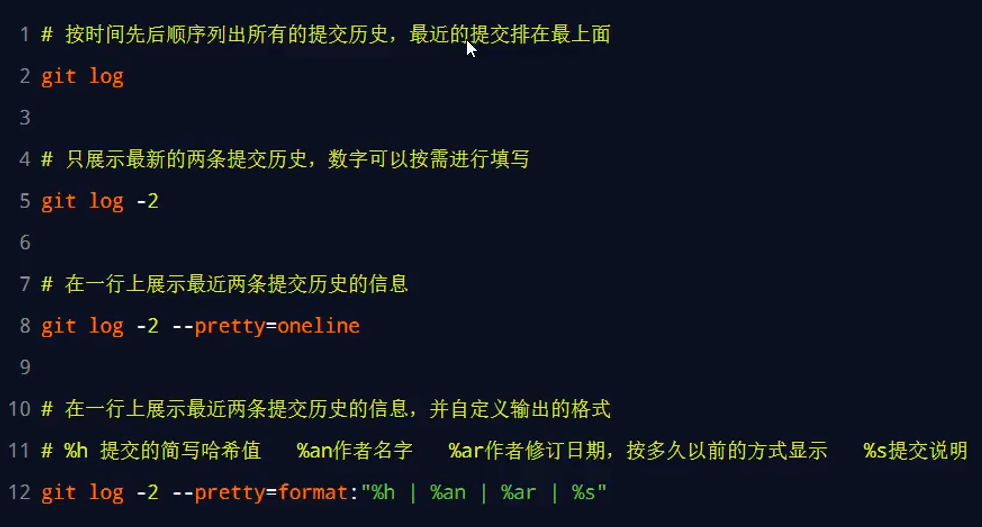 1 # 按时间先后顺序列出所有的提交历史，最近的提交排在最上面
2 git log
3
4 # 只展示最新的两条提交历史，数字可以按需进行填写
5 git log -2
6
7 # 在一行上展示最近两条提交历史的信息
8 git log -2 --pretty=oneline
9
10 # 在一行上展示最近两条提交历史的信息，并自定义输出的格式
11 # %h 提交的简写哈希值 %an作者名字 %ar作者修订日期，按多久以前的方式显示 %s提交说明
12 git log -2 --pretty=format:"%h | %an | %ar | %s"